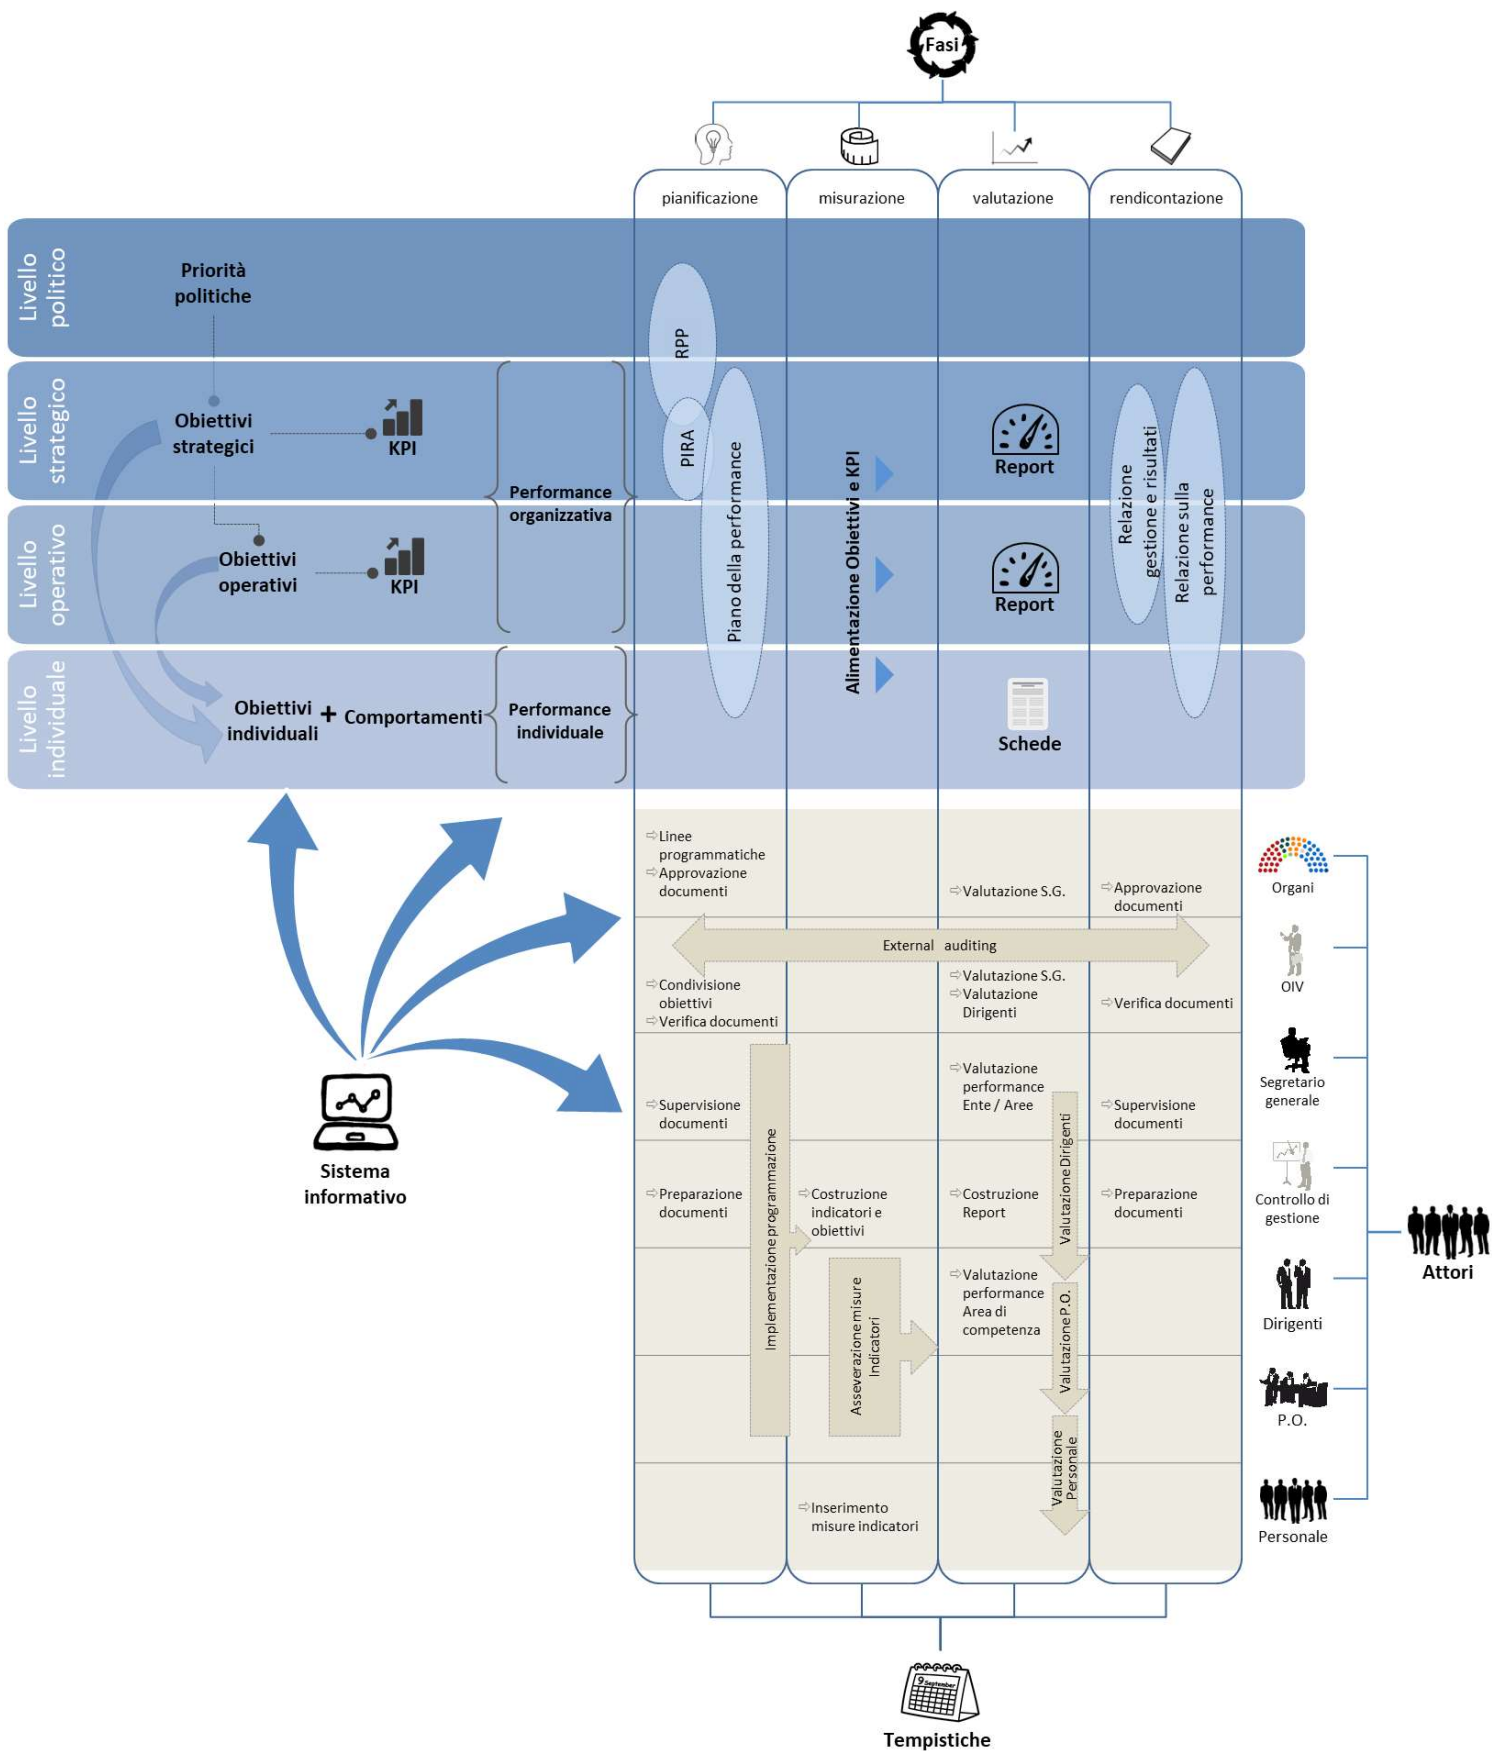 Fasi
pianificazione
misurazione
valutazione
rendicontazione
Livello
politico
Priorità
politiche
RPP
Livello
strategico
Obiettivi
strategici
KPI
Performance
organizzativa
PIRA
Piano della performance
Alimentazione Obiettivi e KPI
Report
Relazione
gestione e risultati
Relazione sulla
performance
Livello
operativo
Obiettivi
operativi
KPI
Report
Livello
individuale
Obiettivi
individuali
+
Comportamenti
Performance
individuale
Schede
⇨Linee
programmatiche
⇨Approvazione
documenti
⇨Valutazione S.G.
⇨Approvazione
documenti
Organi
External auditing
⇨Condivisione
obiettivi
⇨Verifica documenti
⇨Valutazione S.G.
⇨Valutazione
Dirigenti
⇨Verifica documenti
OIV
⇨Supervisione
documenti
Implementazione programmazione
⇨Valutazione
performance
Ente / Aree
Valutazione Dirigenti
⇨Supervisione
documenti
Segretario
generale
Sistema
informativo
⇨Preparazione
documenti
⇨Costruzione
indicatori e
obiettivi
⇨Costruzione
Report
⇨Preparazione
documenti
Controllo di
gestione
Attori
Asseverazione misure
Indicatori
⇨Valutazione
performance
Area di
competenza
Valutazione P.O.
Dirigenti
P.O.
Valutazione
Personale
⇨Inserimento
misure indicatori
Personale
9 September
Tempistiche